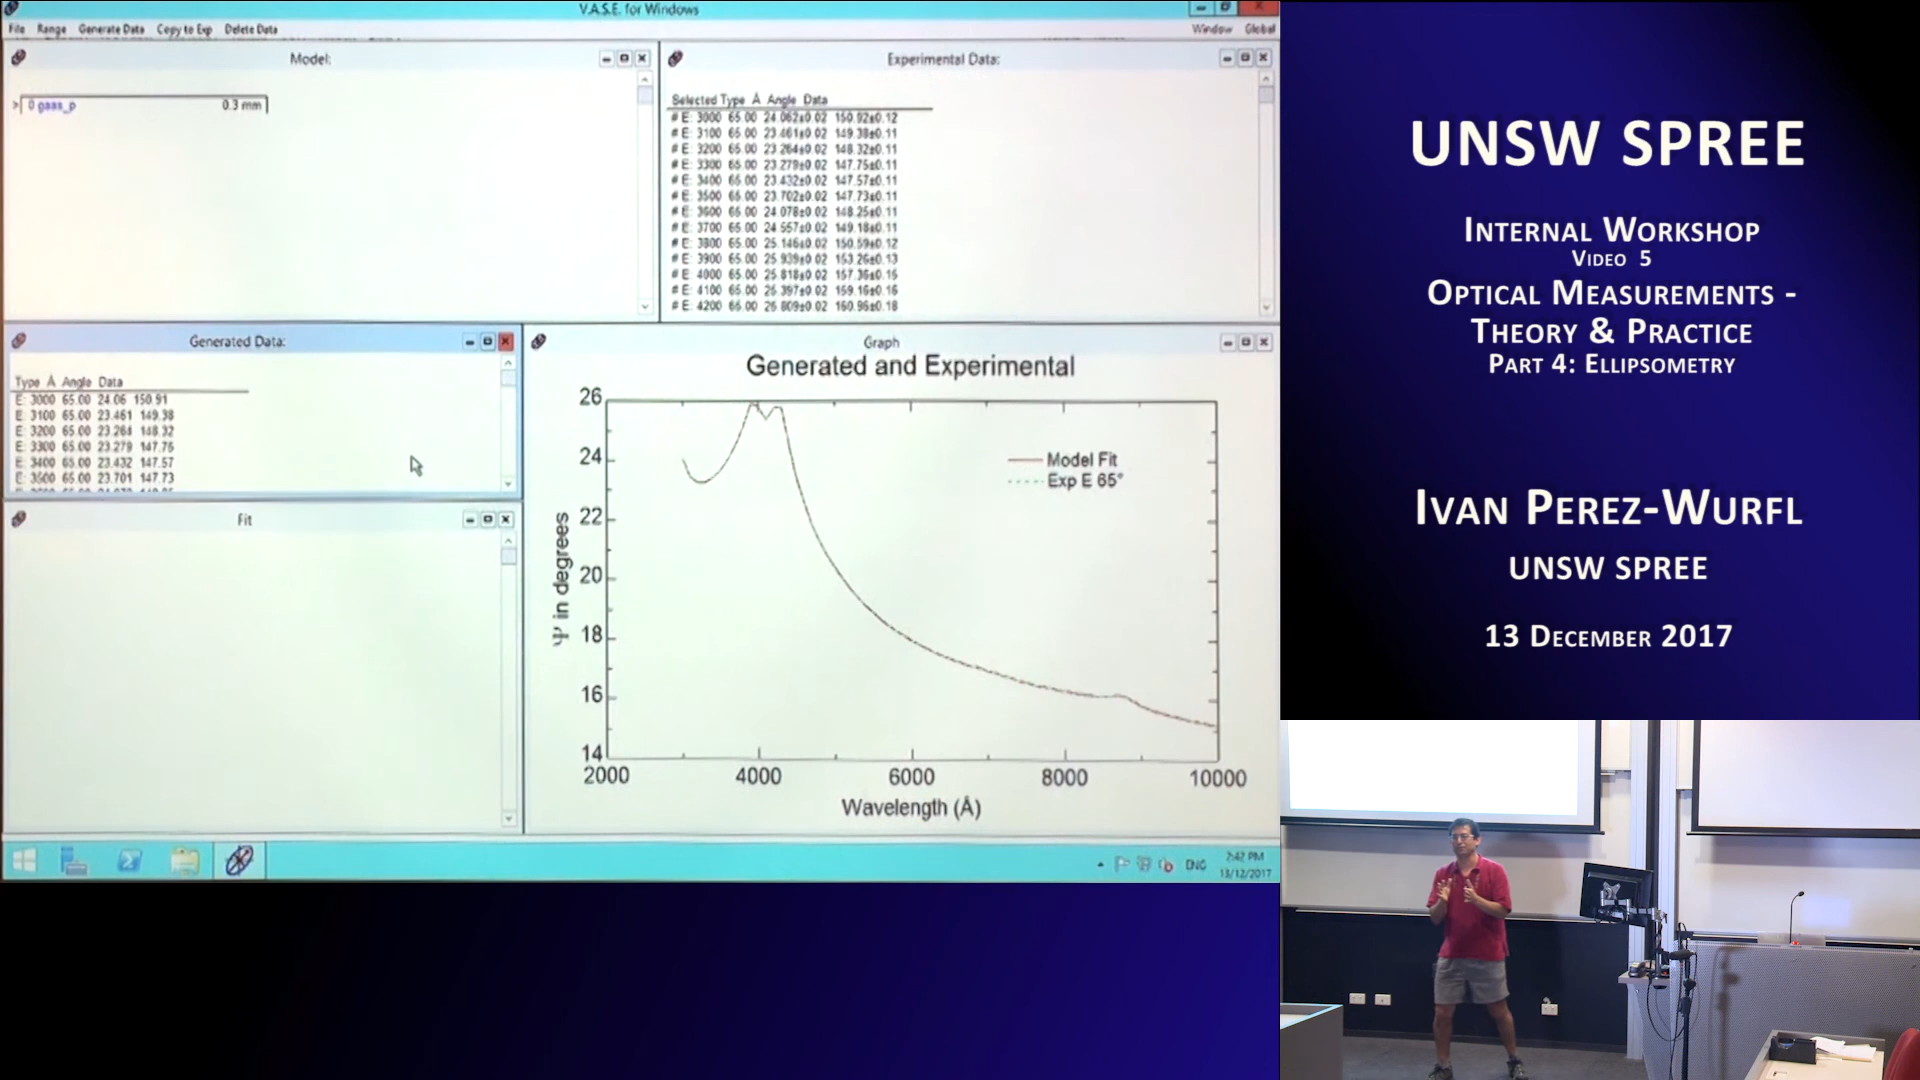 V.A.S.E. for Windows
File Range Generate Data Copy to Exp Delete Data Window Global
Model:
0 gaas_p 0.3 mm
Experimental Data:
Selected Type Å Angle Data
# E: 3000 65.00 24.062±0.02 150.92±0.12
# E: 3100 65.00 23.461±0.02 149.38±0.11
# E: 3200 65.00 23.264±0.02 148.32±0.11
# E: 3300 65.00 23.279±0.02 147.75±0.11
# E: 3400 65.00 23.432±0.02 147.57±0.11
# E: 3500 65.00 23.702±0.02 147.73±0.11
# E: 3600 65.00 24.078±0.02 148.25±0.11
# E: 3700 65.00 24.557±0.02 149.18±0.11
# E: 3800 65.00 25.146±0.02 150.59±0.12
# E: 3900 65.00 25.939±0.02 153.26±0.13
# E: 4000 65.00 25.818±0.02 157.36±0.15
# E: 4100 65.00 25.397±0.02 159.16±0.16
# E: 4200 65.00 25.809±0.02 160.95±0.18
Generated Data:
Type Å Angle Data
E: 3000 65.00 24.06 150.91
E: 3100 65.00 23.461 149.38
E: 3200 65.00 23.264 148.32
E: 3300 65.00 23.279 147.75
E: 3400 65.00 23.432 147.57
E: 3500 65.00 23.701 147.73
Fit
Graph
Generated and Experimental
Ψ in degrees
26
24
22
20
18
16
14
Model Fit
Exp E 65°
2000 4000 6000 8000 10000
Wavelength (Å)
ENG
2:42 PM
13/12/2017
UNSW SPREE
Internal Workshop
Video 5
Optical Measurements -
Theory & Practice
Part 4: Ellipsometry
Ivan Perez-Wurfl
UNSW SPREE
13 December 2017